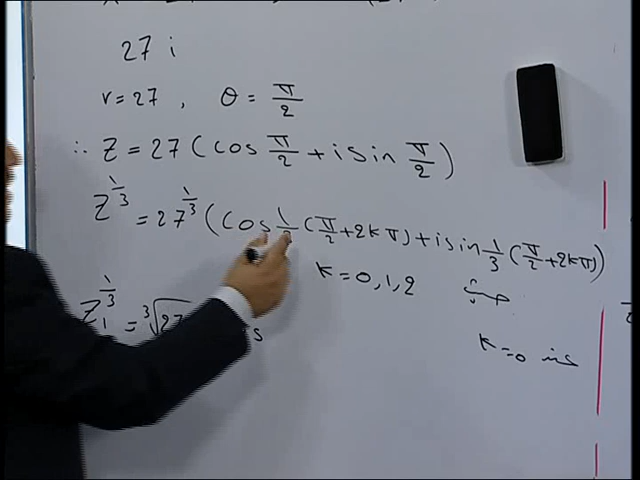 27 i
r = 27 , θ = π/2
∴ Z = 27 ( cos π/2 + i sin π/2 )
Z^(1/3) = 27^(1/3) ( cos 1/3 ( π/2 + 2kπ ) + i sin 1/3 ( π/2 + 2kπ ) )
k = 0, 1, 2
k = 0
Z₁^(1/3) = ∛27